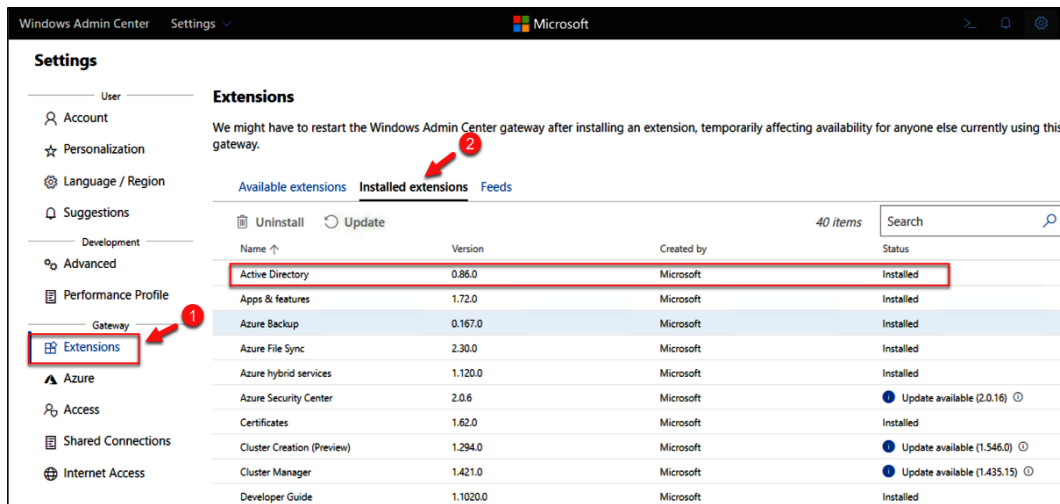 Windows Admin Center Settings Microsoft
Settings
User
Account
Personalization
Language / Region
Suggestions
Development
Advanced
Performance Profile
Gateway
1
Extensions
Azure
Access
Shared Connections
Internet Access
Extensions
We might have to restart the Windows Admin Center gateway after installing an extension, temporarily affecting availability for anyone else currently using this
gateway.
2
Available extensions Installed extensions Feeds
Uninstall Update 40 items Search
Name Version Created by Status
Active Directory 0.86.0 Microsoft Installed
Apps & features 1.72.0 Microsoft Installed
Azure Backup 0.167.0 Microsoft Installed
Azure File Sync 2.30.0 Microsoft Installed
Azure hybrid services 1.120.0 Microsoft Installed
Azure Security Center 2.0.6 Microsoft Update available (2.0.16)
Certificates 1.62.0 Microsoft Installed
Cluster Creation (Preview) 1.294.0 Microsoft Update available (1.546.0)
Cluster Manager 1.421.0 Microsoft Update available (1.435.15)
Developer Guide 1.1020.0 Microsoft Installed